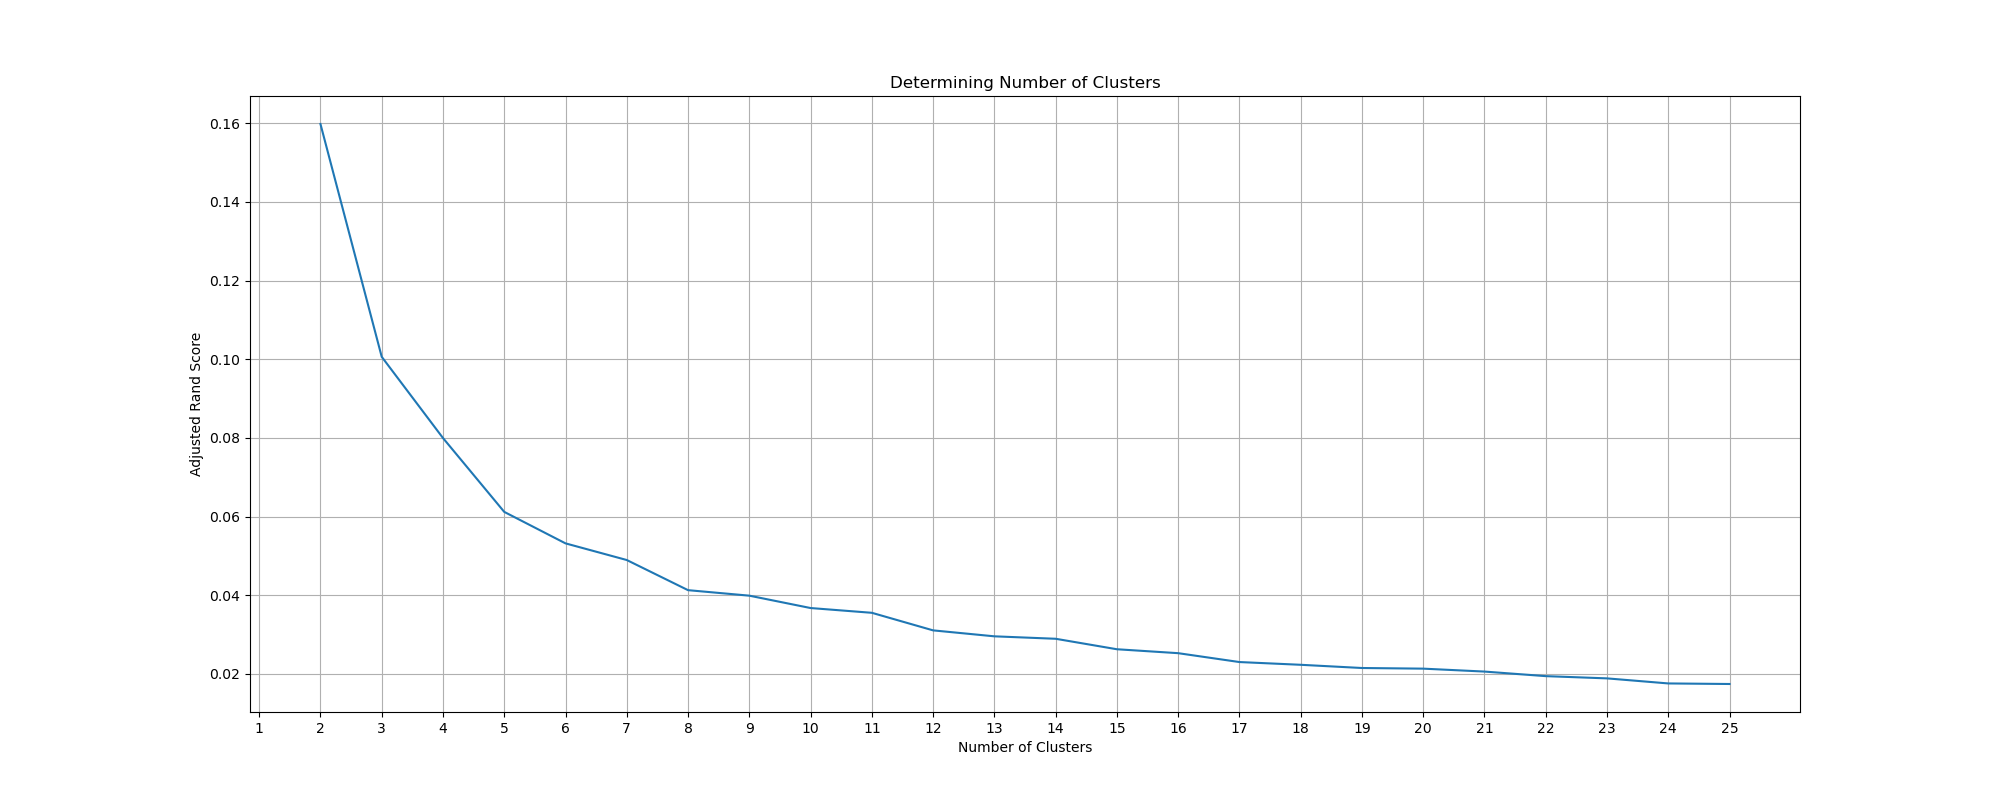 Determining Number of Clusters
Adjusted Rand Score
0.16
0.14
0.12
0.10
0.08
0.06
0.04
0.02
1 2 3 4 5 6 7 8 9 10 11 12 13 14 15 16 17 18 19 20 21 22 23 24 25
Number of Clusters